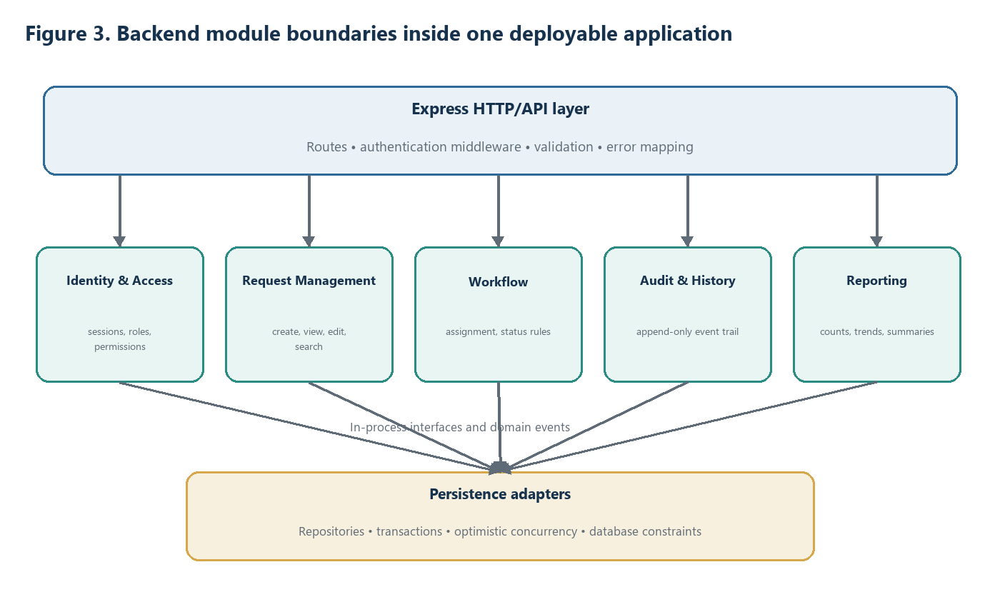 Figure 3. Backend module boundaries inside one deployable application
Express HTTP/API layer
Routes • authentication middleware • validation • error mapping
Identity & Access
sessions, roles,
permissions
Request Management
create, view, edit,
search
Workflow
assignment, status rules
Audit & History
append-only event trail
Reporting
counts, trends, summaries
In-process interfaces and domain events
Persistence adapters
Repositories • transactions • optimistic concurrency • database constraints